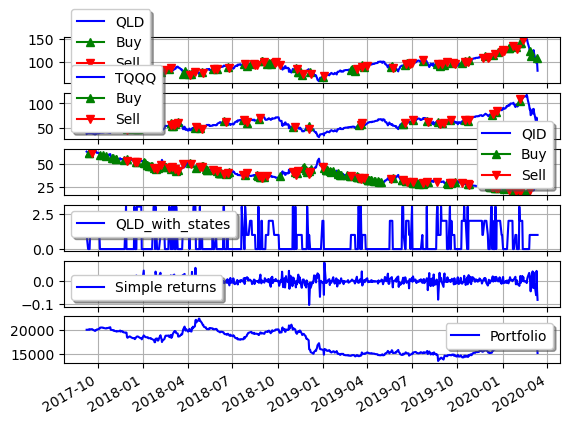 QLD
Buy
Sell
TQQQ
Buy
Sell
150
100
100
50
QID
Buy
Sell
50
25
2.5
0.0
QLD_with_states
0.0
−0.1
Simple returns
20000
15000
Portfolio
2017-10
2018-01
2018-04
2018-07
2018-10
2019-01
2019-04
2019-07
2019-10
2020-01
2020-04